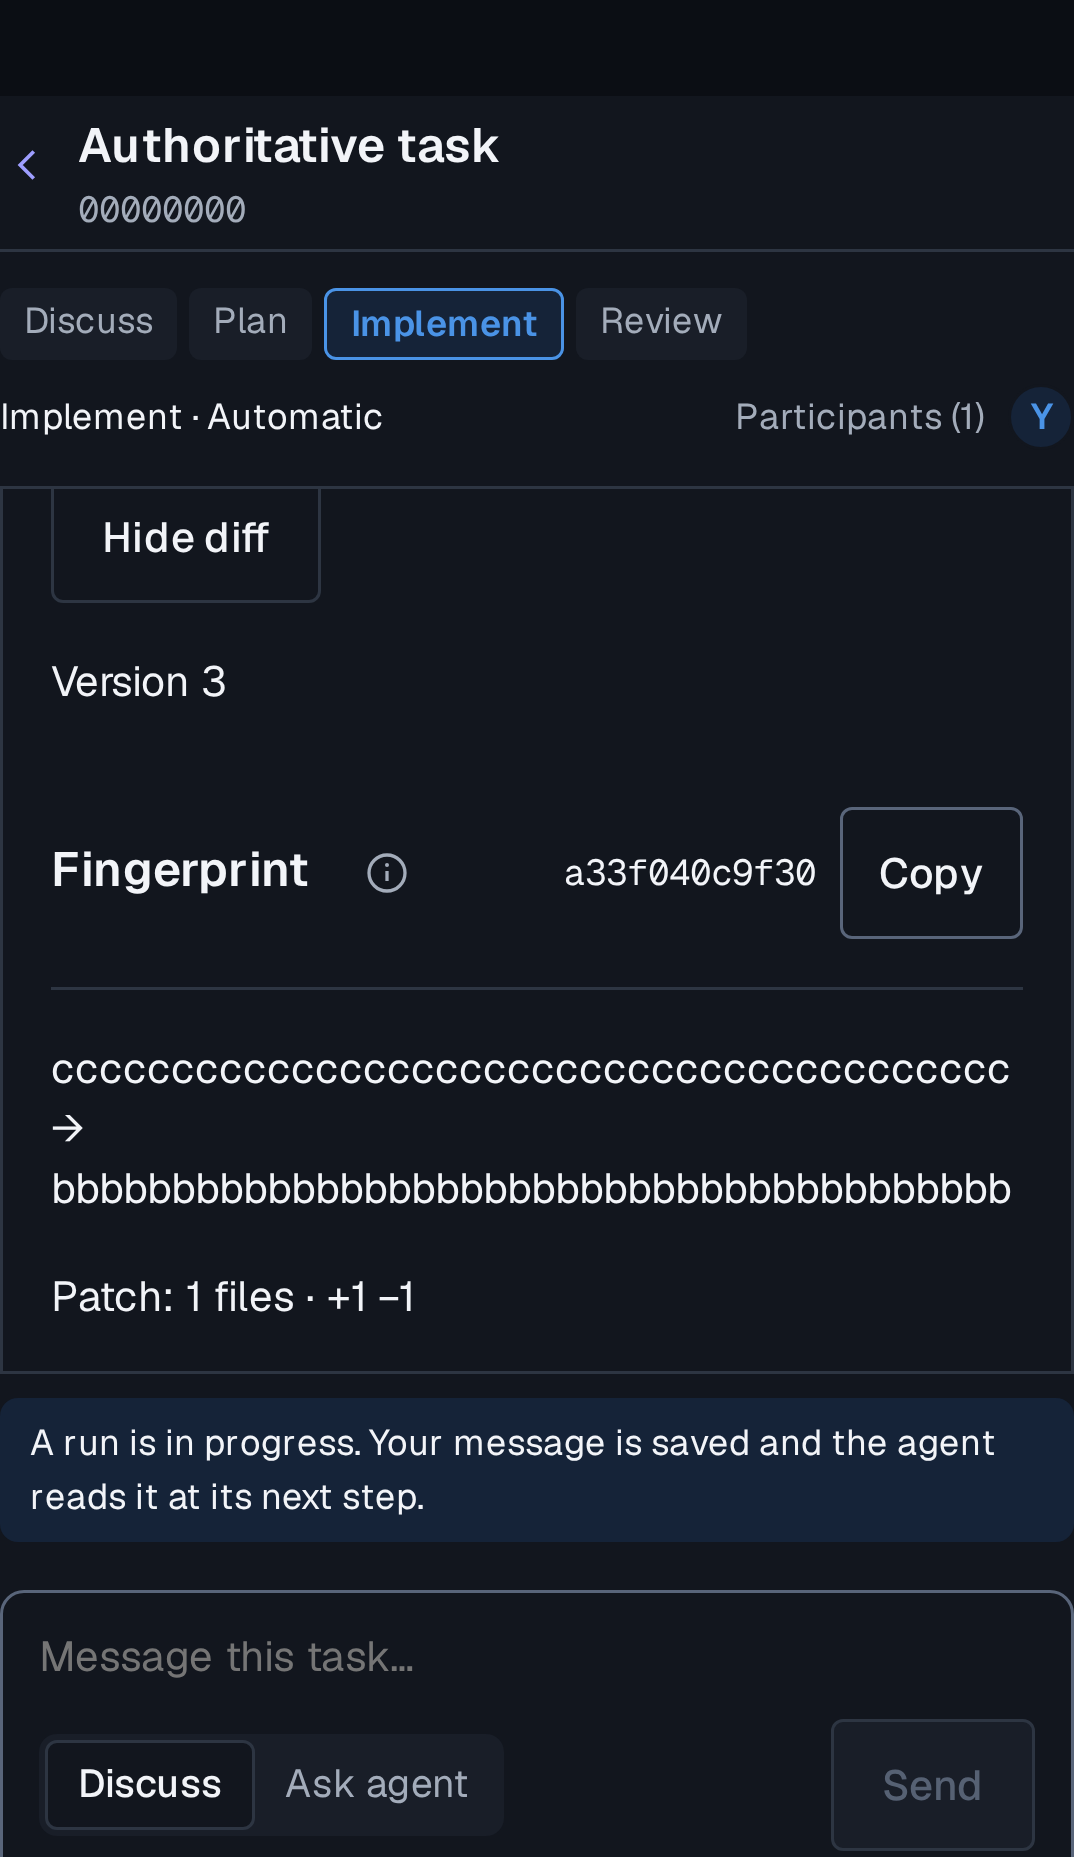 Authoritative task
00000000
Discuss Plan Implement Review
Implement · Automatic Participants (1) Y
Hide diff
Version 3
Fingerprint a33f040c9f30 Copy
cccccccccccccccccccccccccccccccccccccccc
→
bbbbbbbbbbbbbbbbbbbbbbbbbbbbbbbbbbbbbbbb
Patch: 1 files · +1 −1
A run is in progress. Your message is saved and the agent
reads it at its next step.
Message this task…
Discuss Ask agent Send